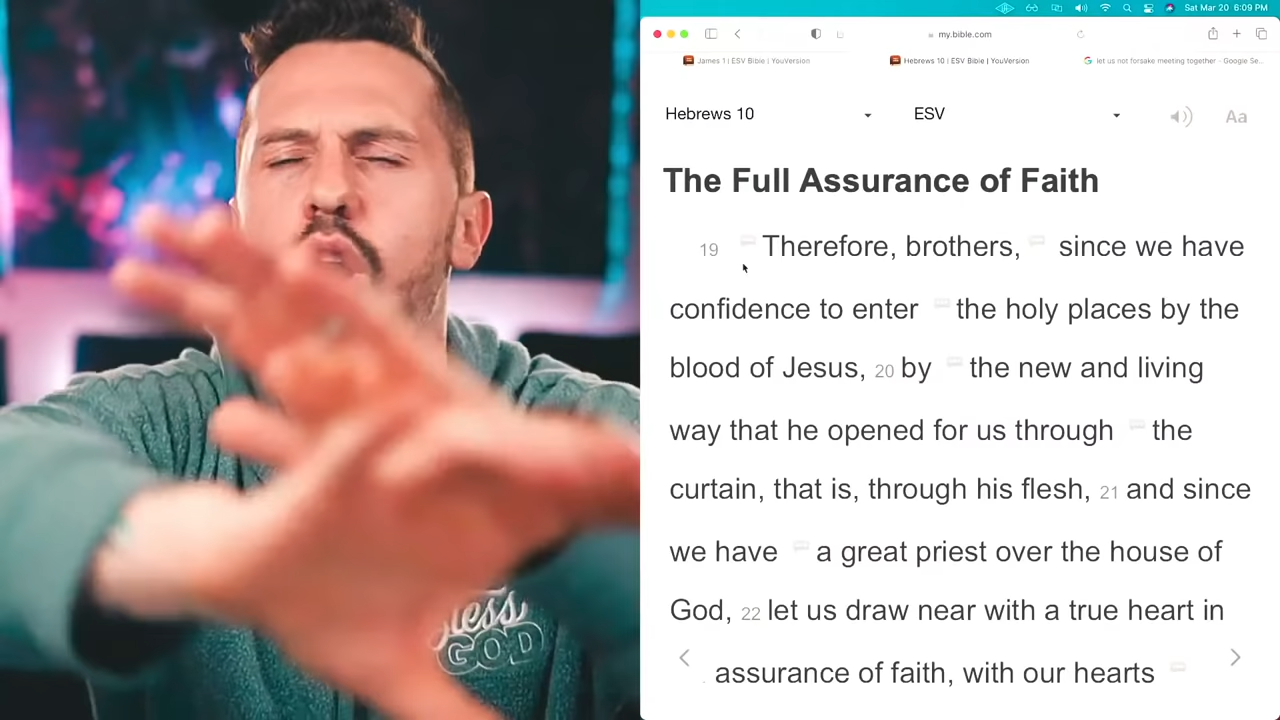 less
GOD
Sat Mar 20 6:09 PM
my.bible.com
James 1 | ESV Bible | YouVersion
Hebrews 10 | ESV Bible | YouVersion
let us not forsake meeting together - Google Se...
Hebrews 10
ESV
Aa
The Full Assurance of Faith
19 Therefore, brothers, since we have
confidence to enter the holy places by the
blood of Jesus, 20 by the new and living
way that he opened for us through the
curtain, that is, through his flesh, 21 and since
we have a great priest over the house of
God, 22 let us draw near with a true heart in
assurance of faith, with our hearts